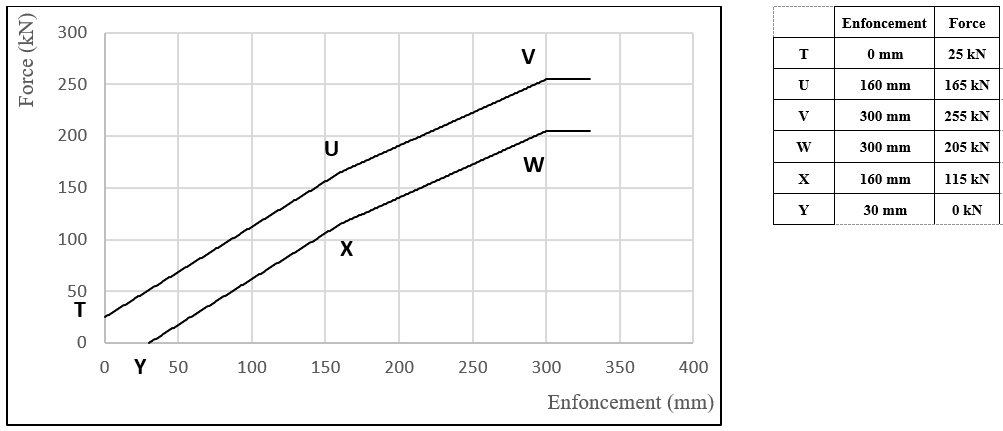 300
250
200
150
100
50
0
0 50 100 150 200 250 300 350 400
Force (kN)
Enfoncement (mm)
T
U
V
W
X
Y
Enfoncement Force
T 0 mm 25 kN
U 160 mm 165 kN
V 300 mm 255 kN
W 300 mm 205 kN
X 160 mm 115 kN
Y 30 mm 0 kN